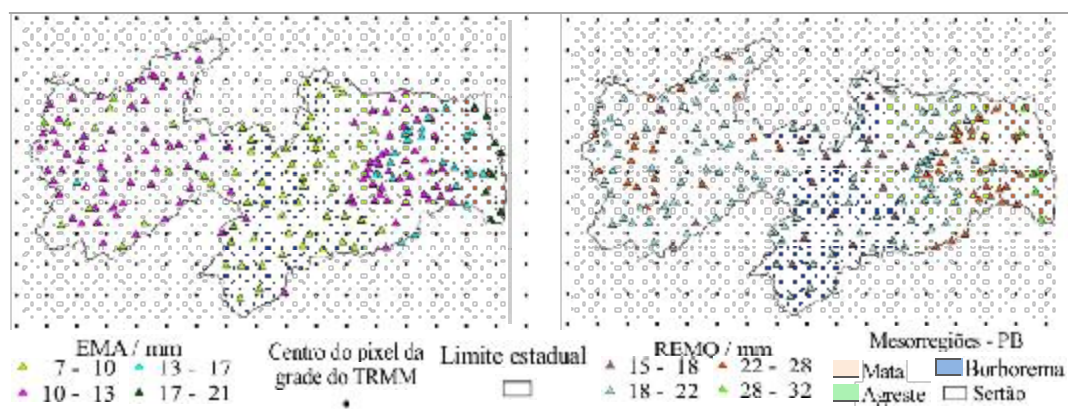 EMA / mm
7 - 10
13 - 17
10 - 13
17 - 21
Centro do pixel da
grade do TRMM
Limite estadual
REMQ / mm
15 - 18
22 - 28
18 - 22
28 - 32
Mesorregiões - PB
Mata
Borborema
Agreste
Sertão